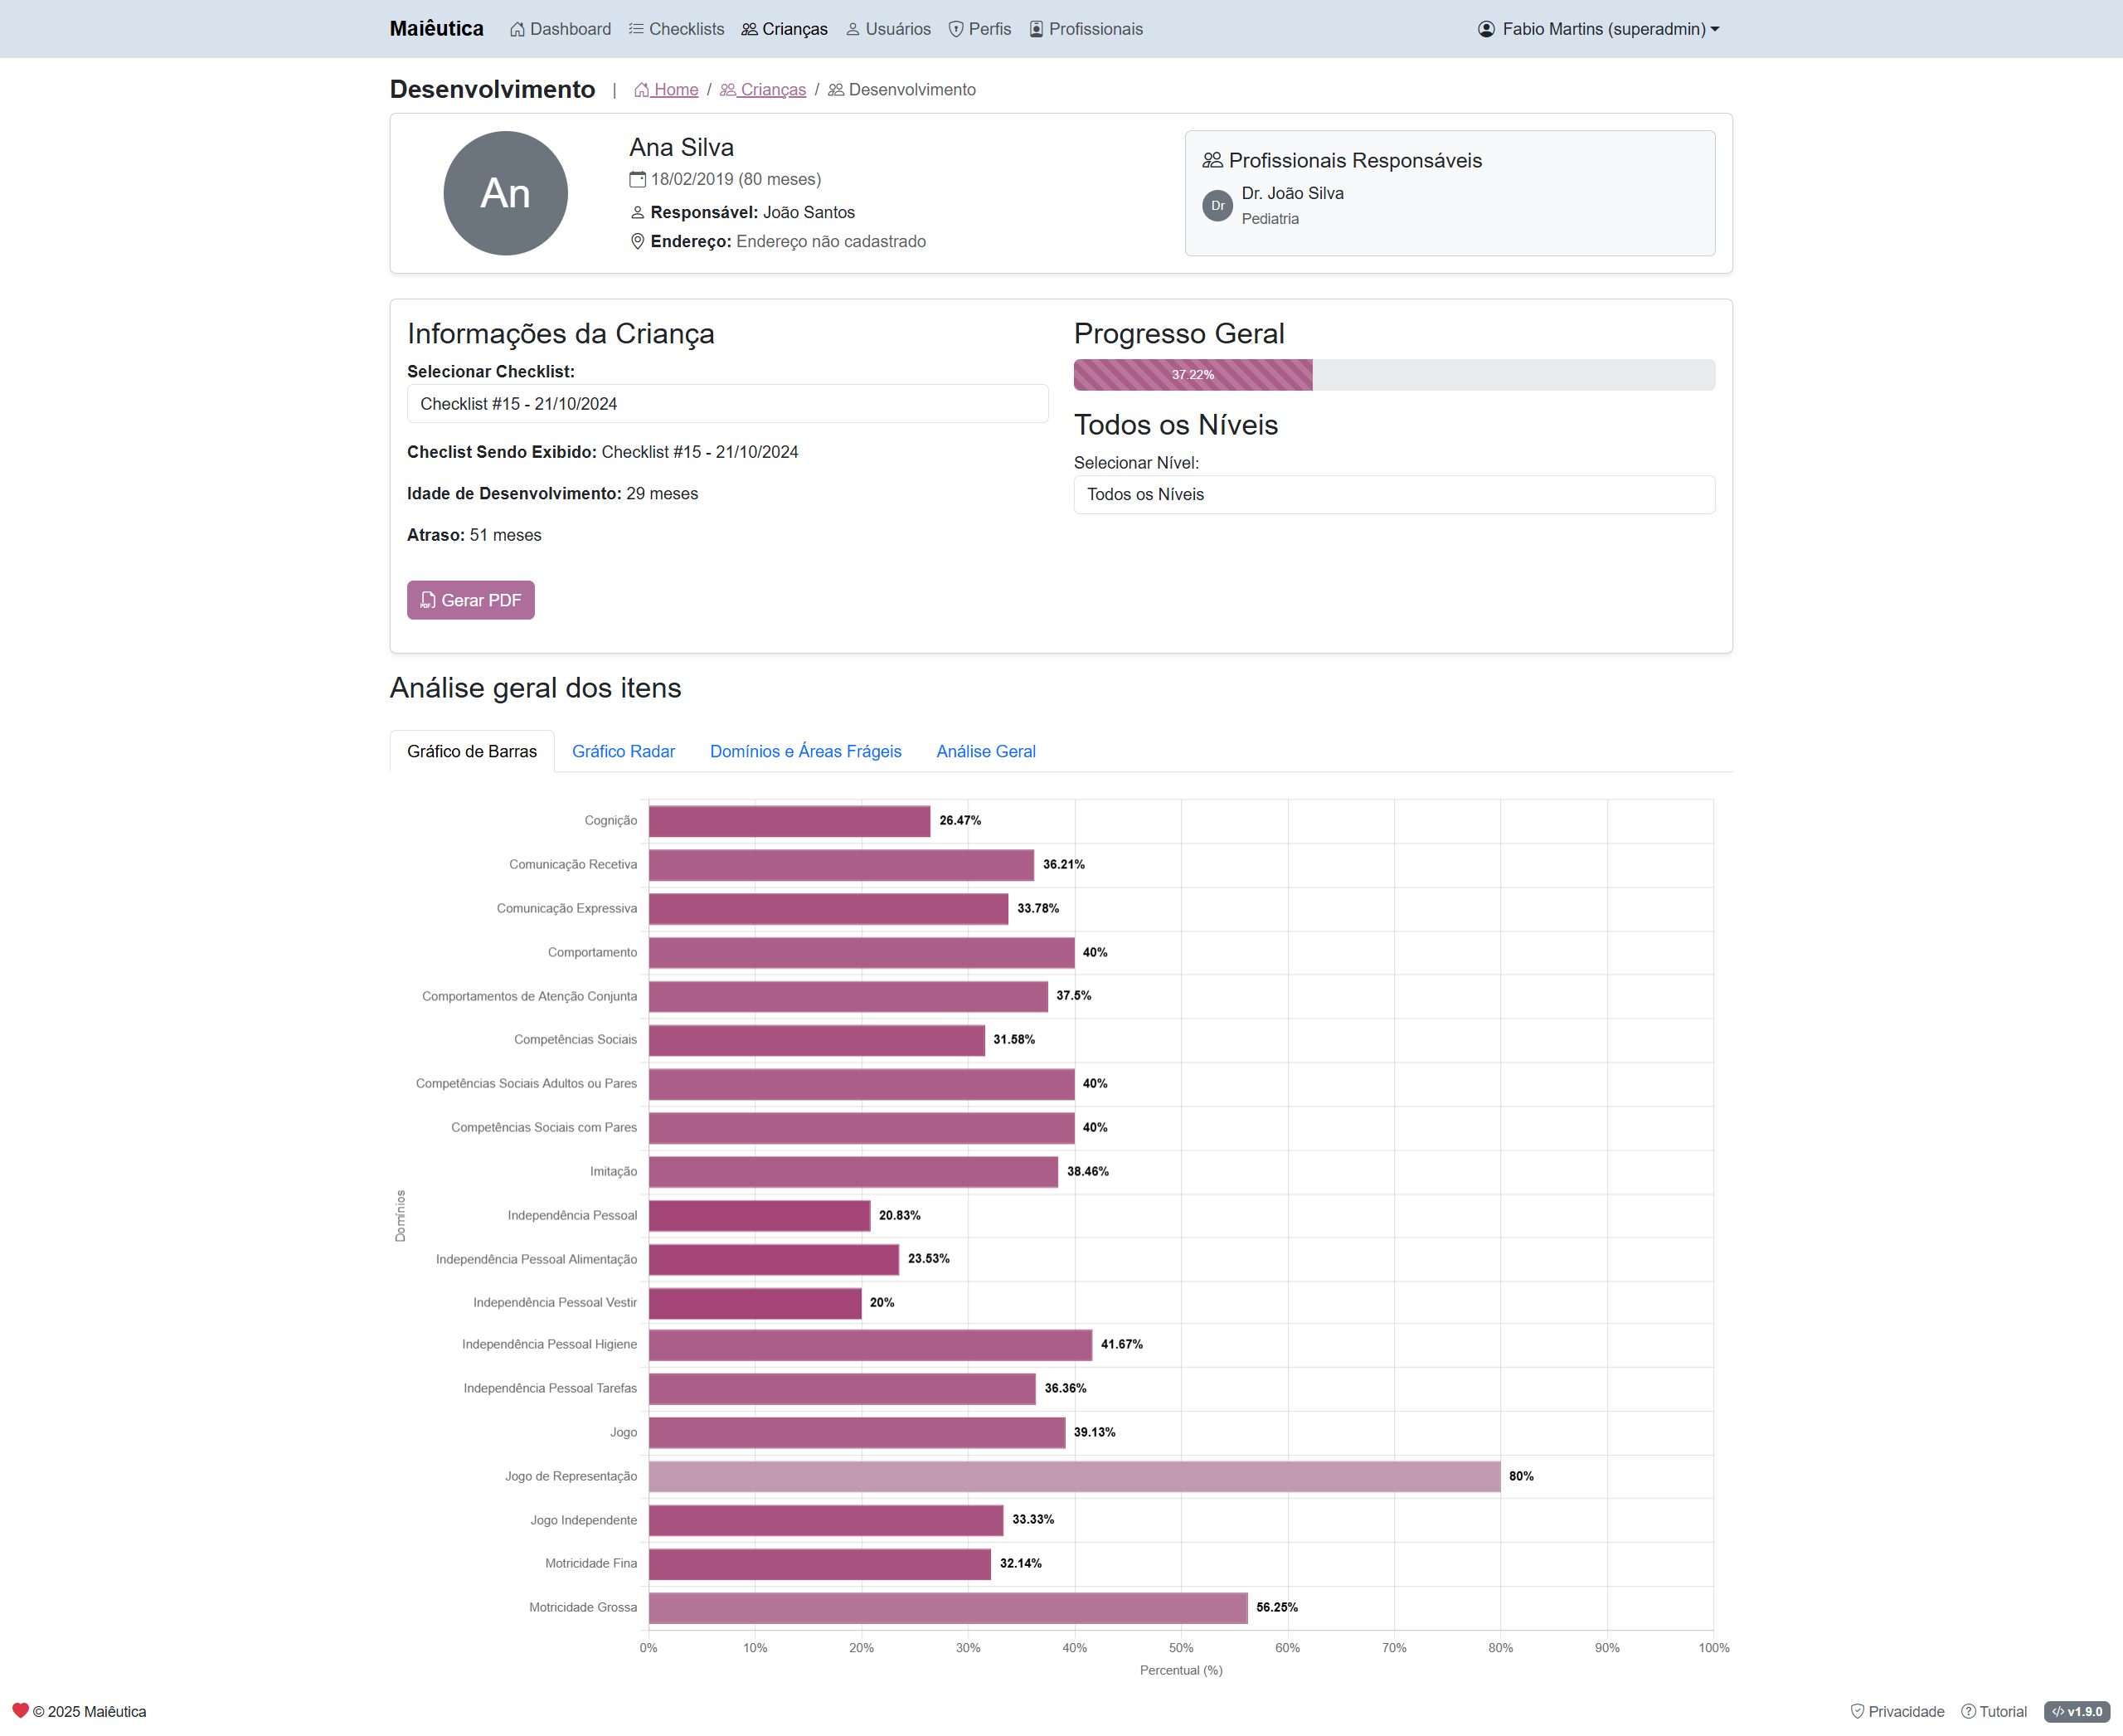 Maiêutica Dashboard Checklists Crianças Usuários Perfis Profissionais Fabio Martins (superadmin)
Desenvolvimento | Home / Crianças / Desenvolvimento
An
Ana Silva
18/02/2019 (80 meses)
Responsável: João Santos
Endereço: Endereço não cadastrado
Profissionais Responsáveis
Dr
Dr. João Silva
Pediatria
Informações da Criança
Selecionar Checklist:
Checklist #15 - 21/10/2024
Checlist Sendo Exibido: Checklist #15 - 21/10/2024
Idade de Desenvolvimento: 29 meses
Atraso: 51 meses
PDF Gerar PDF
Progresso Geral
37.22%
Todos os Níveis
Selecionar Nível:
Todos os Níveis
Análise geral dos itens
Gráfico de Barras Gráfico Radar Domínios e Áreas Frágeis Análise Geral
Domínios
Cognição 26.47%
Comunicação Recetiva 36.21%
Comunicação Expressiva 33.78%
Comportamento 40%
Comportamentos de Atenção Conjunta 37.5%
Competências Sociais 31.58%
Competências Sociais Adultos ou Pares 40%
Competências Sociais com Pares 40%
Imitação 38.46%
Independência Pessoal 20.83%
Independência Pessoal Alimentação 23.53%
Independência Pessoal Vestir 20%
Independência Pessoal Higiene 41.67%
Independência Pessoal Tarefas 36.36%
Jogo 39.13%
Jogo de Representação 80%
Jogo Independente 33.33%
Motricidade Fina 32.14%
Motricidade Grossa 56.25%
0% 10% 20% 30% 40% 50% 60% 70% 80% 90% 100%
Percentual (%)
© 2025 Maiêutica Privacidade Tutorial v1.9.0